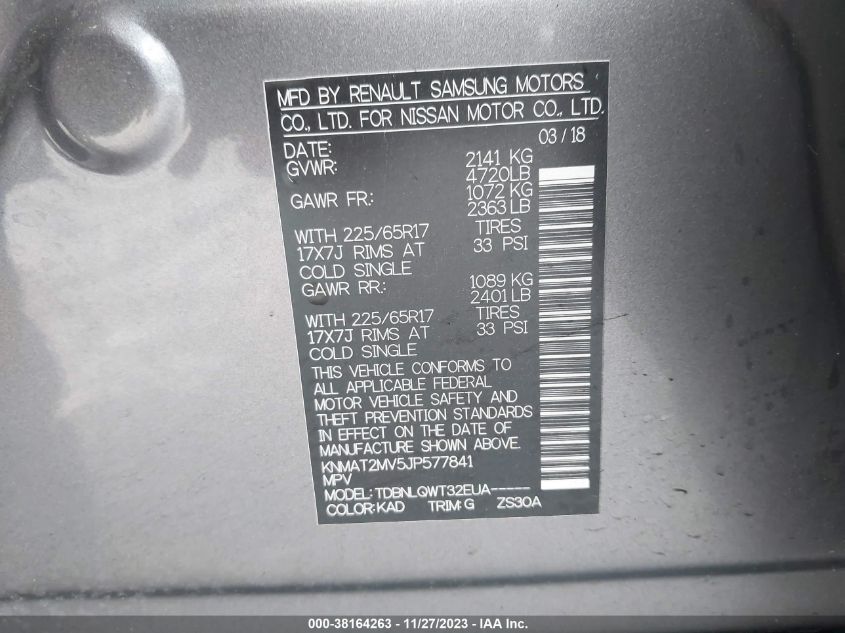 MFD BY RENAULT SAMSUNG MOTORS
CO., LTD. FOR NISSAN MOTOR CO., LTD.
DATE: 03 / 18
GVWR: 2141 KG
4720LB
GAWR FR: 1072 KG
2363 LB
WITH 225/65R17 TIRES
17X7J RIMS AT 33 PSI
COLD SINGLE
GAWR RR: 1089 KG
2401 LB
WITH 225/65R17 TIRES
17X7J RIMS AT 33 PSI
COLD SINGLE
THIS VEHICLE CONFORMS TO
ALL APPLICABLE FEDERAL
MOTOR VEHICLE SAFETY AND
THEFT PREVENTION STANDARDS
IN EFFECT ON THE DATE OF
MANUFACTURE SHOWN ABOVE.
KNMAT2MV5JP577841
MPV
MODEL: TDBNLQWT32EUA-----
COLOR: KAD TRIM: G ZS30A
000-38164263 - 11/27/2023 - IAA Inc.